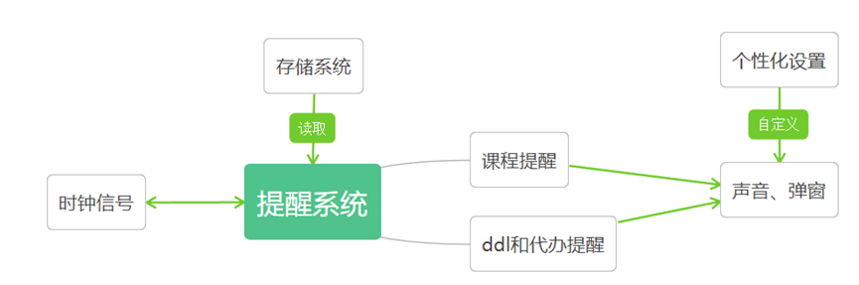 存储系统
个性化设置
读取
自定义
课程提醒
时钟信号
提醒系统
声音、弹窗
ddl和代办提醒